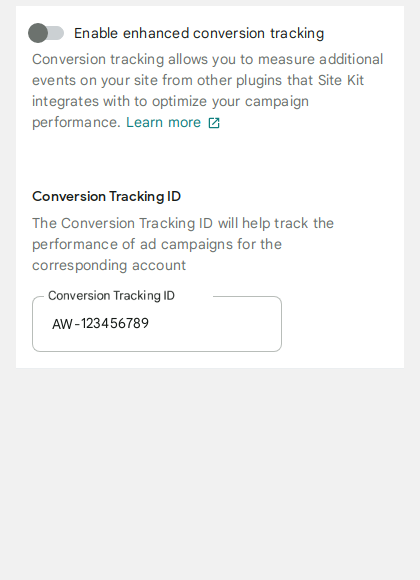 Enable enhanced conversion tracking
Conversion tracking allows you to measure additional
events on your site from other plugins that Site Kit
integrates with to optimize your campaign
performance. Learn more
Conversion Tracking ID
The Conversion Tracking ID will help track the
performance of ad campaigns for the
corresponding account
Conversion Tracking ID
AW-123456789